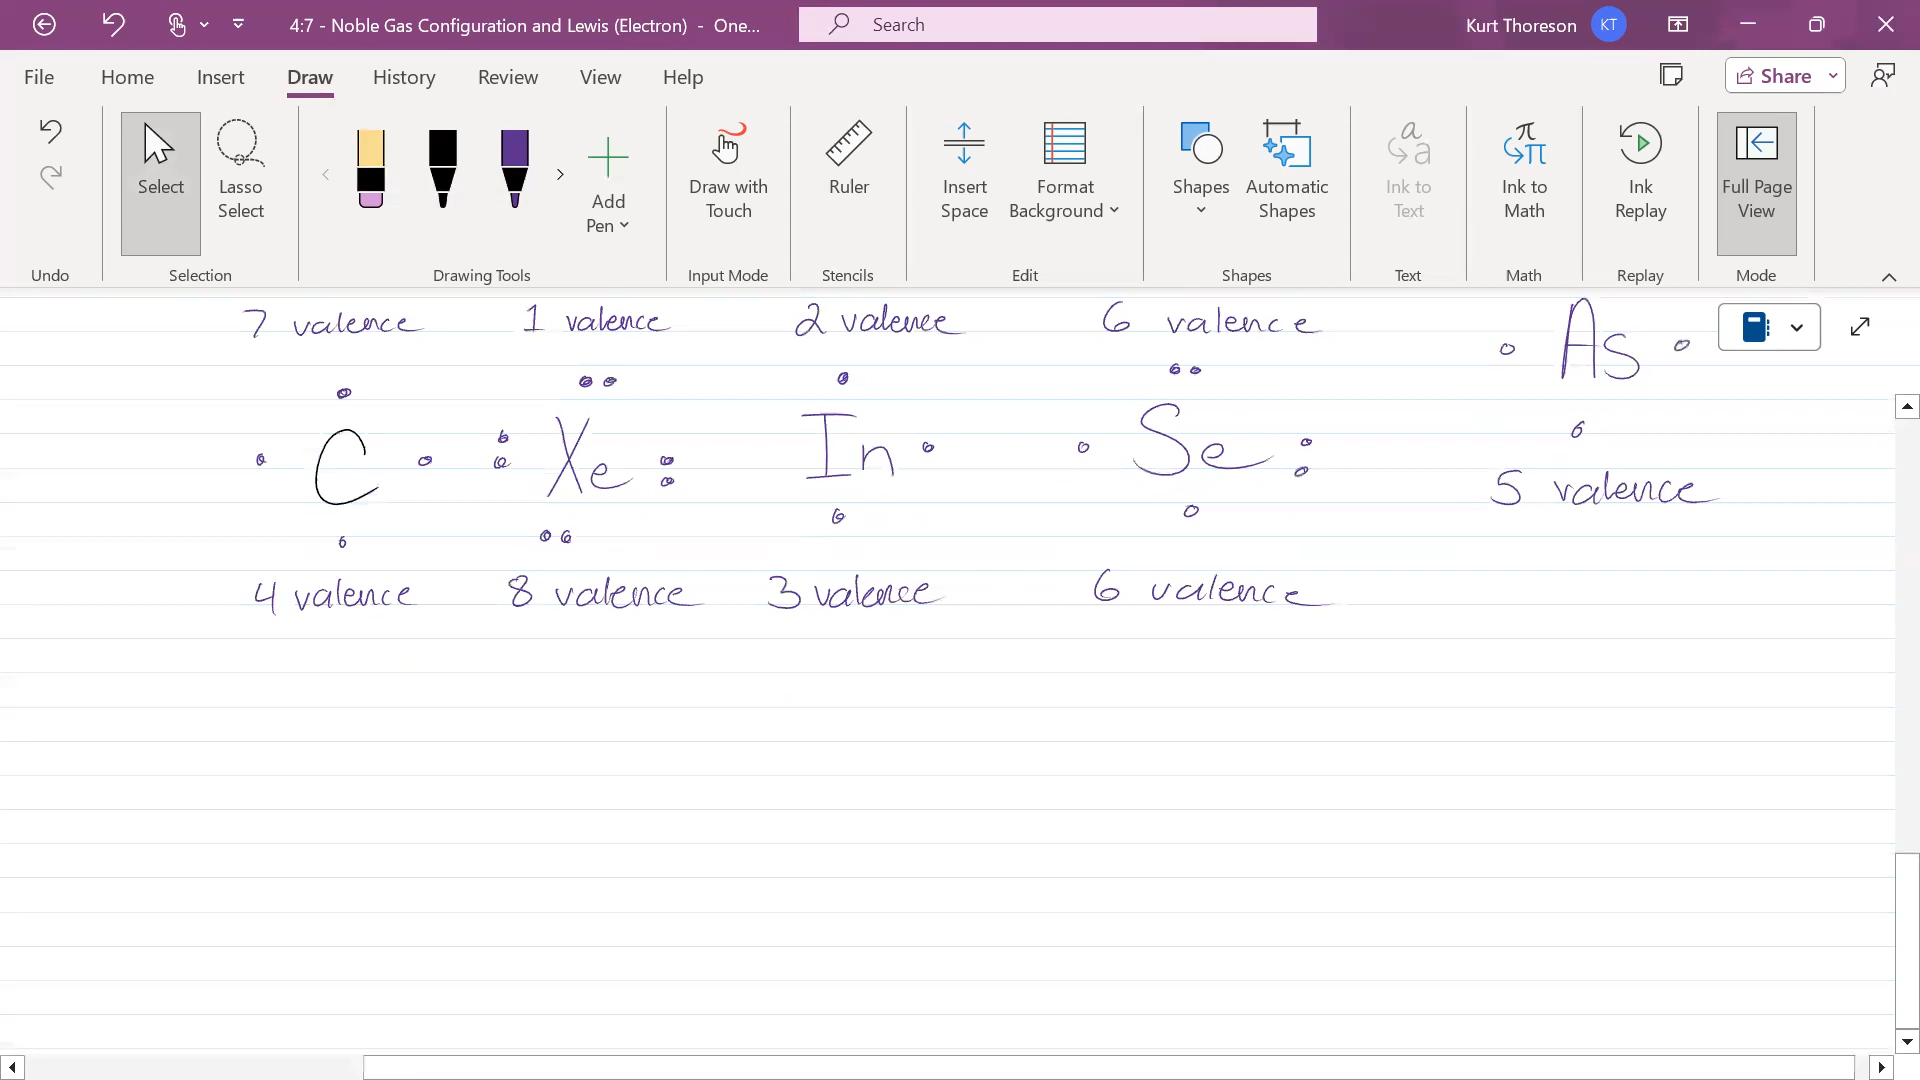 4:7 - Noble Gas Configuration and Lewis (Electron) - One...
Search
Kurt Thoreson
KT
File Home Insert Draw History Review View Help
Share
Select
Lasso
Select
Add
Pen
Draw with
Touch
Ruler
Insert
Space
Format
Background
Shapes
Automatic
Shapes
a
a
Ink to
Text
π
π
Ink to
Math
Ink
Replay
Full Page
View
Undo Selection Drawing Tools Input Mode Stencils Edit Shapes Text Math Replay Mode
7 valence 1 valence 2 valence 6 valence
As
C Xe In Se
5 valence
4 valence 8 valence 3 valence 6 valence